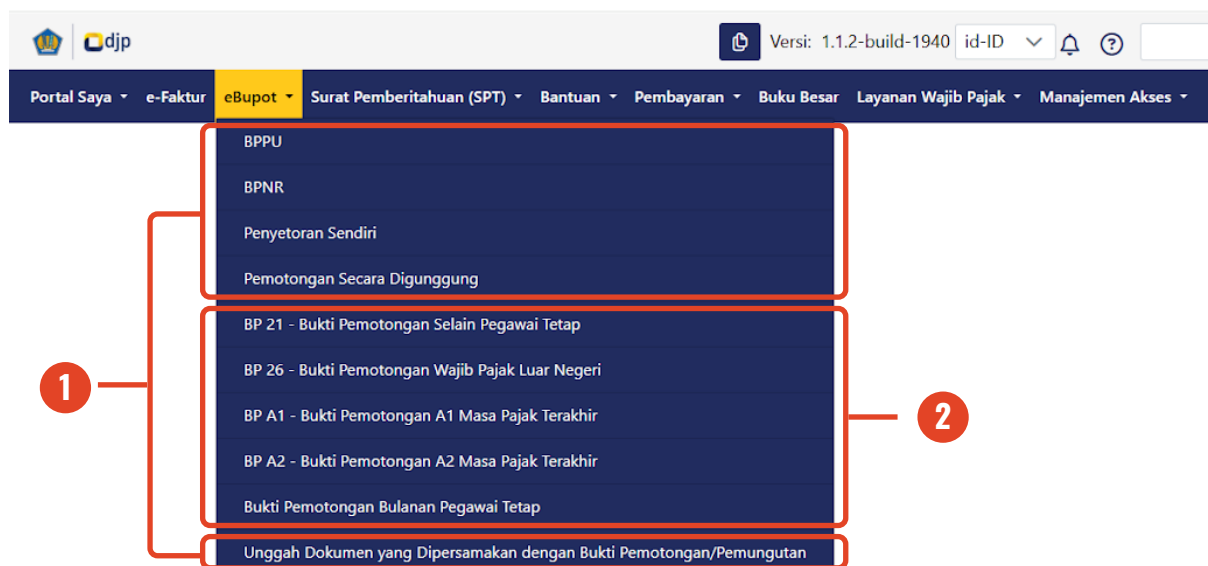 djp
Versi: 1.1.2-build-1940 id-ID
Portal Saya e-Faktur eBupot Surat Pemberitahuan (SPT) Bantuan Pembayaran Buku Besar Layanan Wajib Pajak Manajemen Akses
BPPU
BPNR
Penyetoran Sendiri
Pemotongan Secara Digunggung
BP 21 - Bukti Pemotongan Selain Pegawai Tetap
BP 26 - Bukti Pemotongan Wajib Pajak Luar Negeri
1
BP A1 - Bukti Pemotongan A1 Masa Pajak Terakhir
2
BP A2 - Bukti Pemotongan A2 Masa Pajak Terakhir
Bukti Pemotongan Bulanan Pegawai Tetap
Unggah Dokumen yang Dipersamakan dengan Bukti Pemotongan/Pemungutan